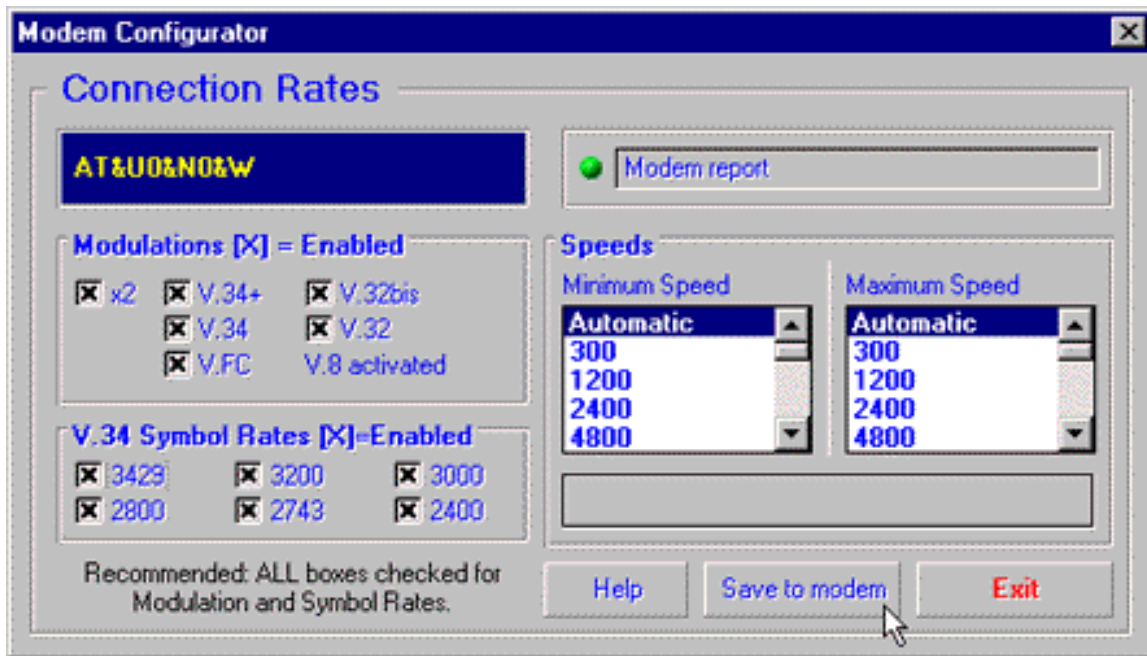 Modem Configurator
Connection Rates
AT&U0&N0&W
Modem report
Modulations [X] = Enabled
x2 V.34+ V.32bis
V.34 V.32
V.FC V.8 activated
V.34 Symbol Rates [X]=Enabled
3429 3200 3000
2800 2743 2400
Recommended: ALL boxes checked for
Modulation and Symbol Rates.
Speeds
Minimum Speed
Automatic
300
1200
2400
4800
Maximum Speed
Automatic
300
1200
2400
4800
Help
Save to modem
Exit